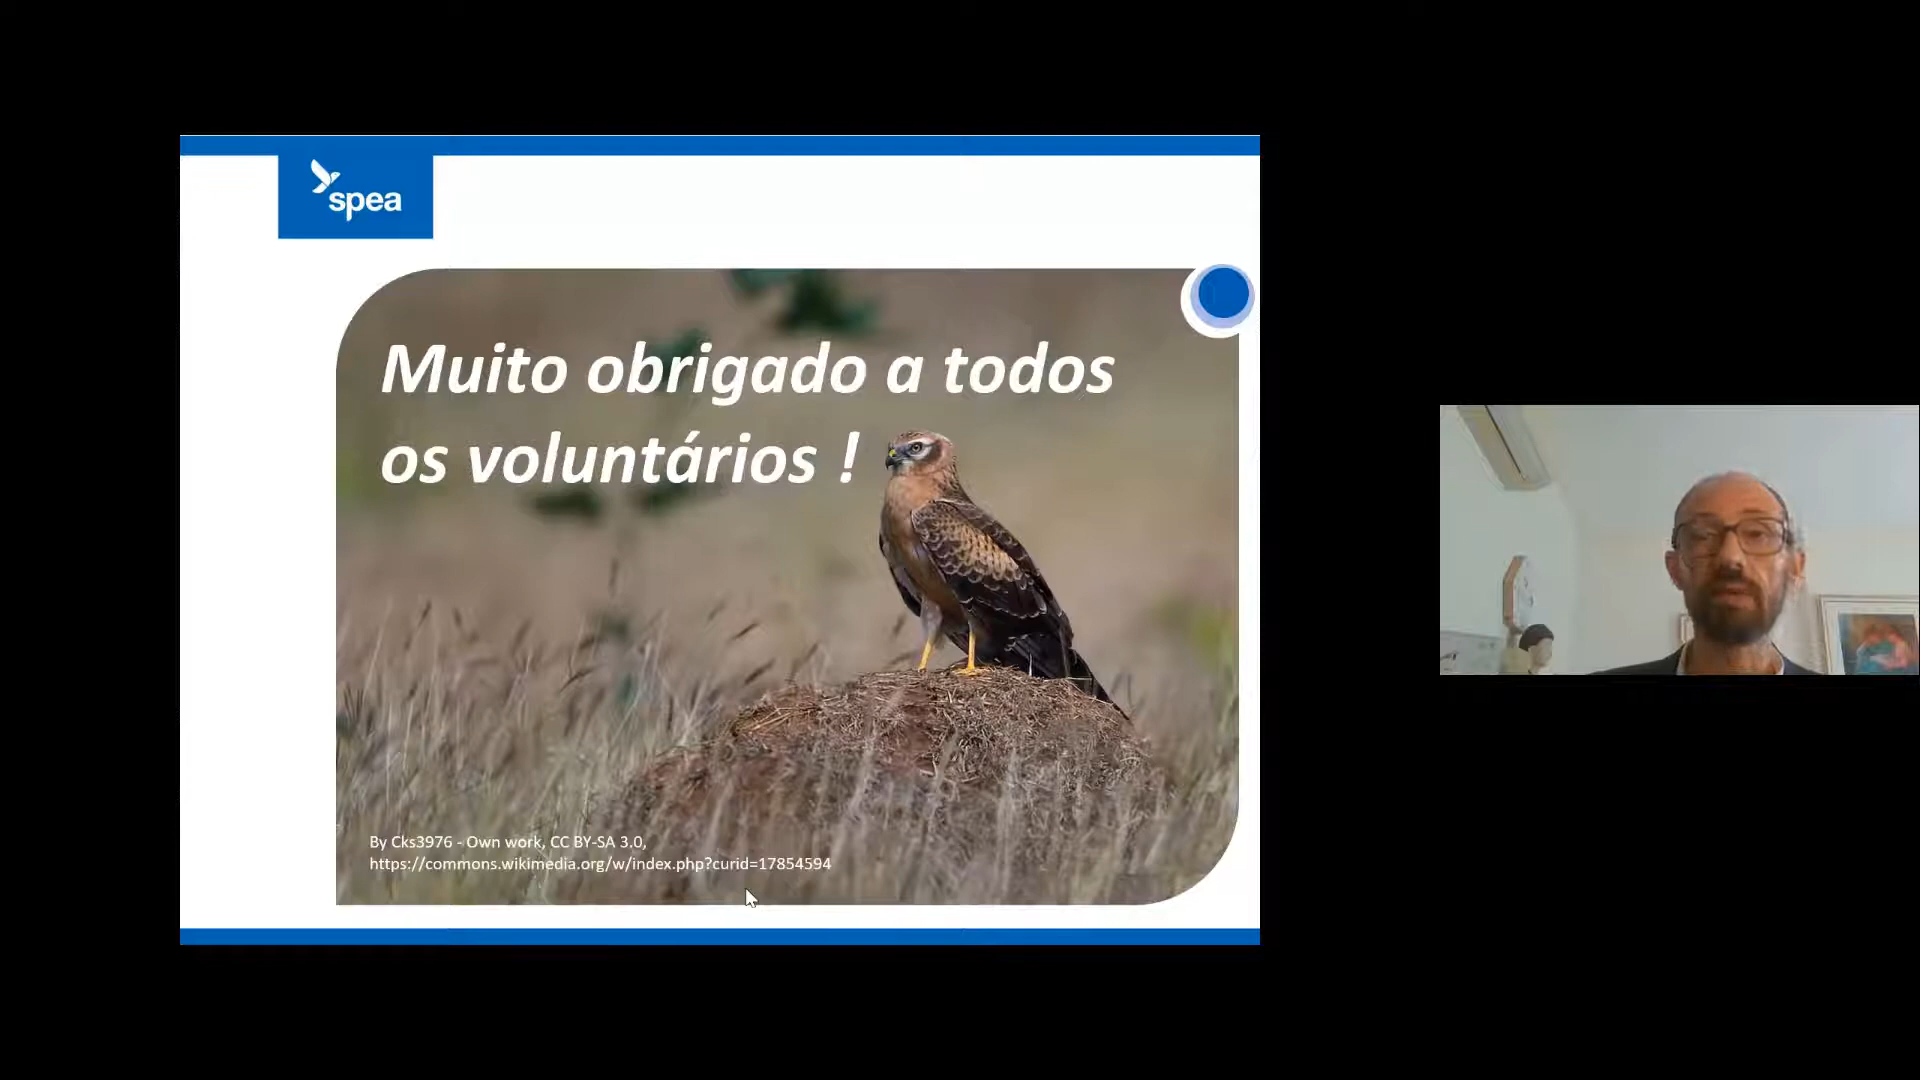 spea
Muito obrigado a todos
os voluntários !
By Cks3976 - Own work, CC BY-SA 3.0,
https://commons.wikimedia.org/w/index.php?curid=17854594